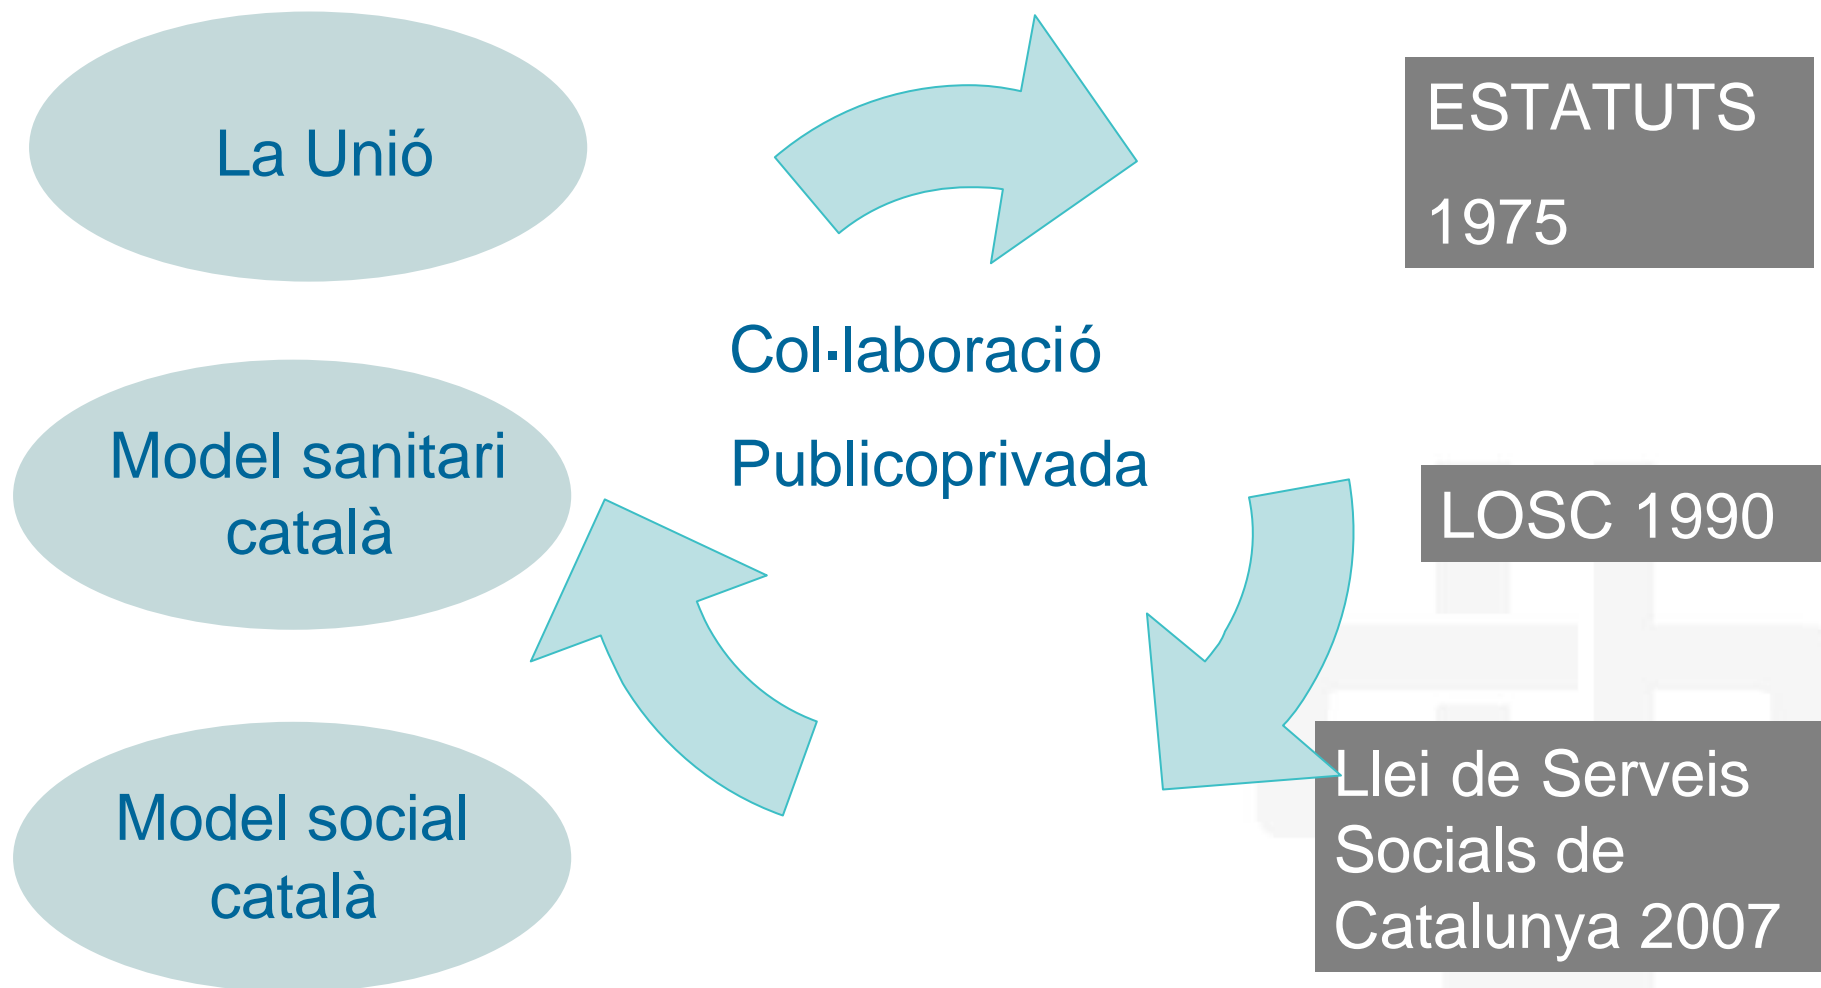 La Unió
ESTATUTS
1975
Col·laboració
Publicoprivada
Model sanitari
català
LOSC 1990
Model social
català
Llei de Serveis
Socials de
Catalunya 2007